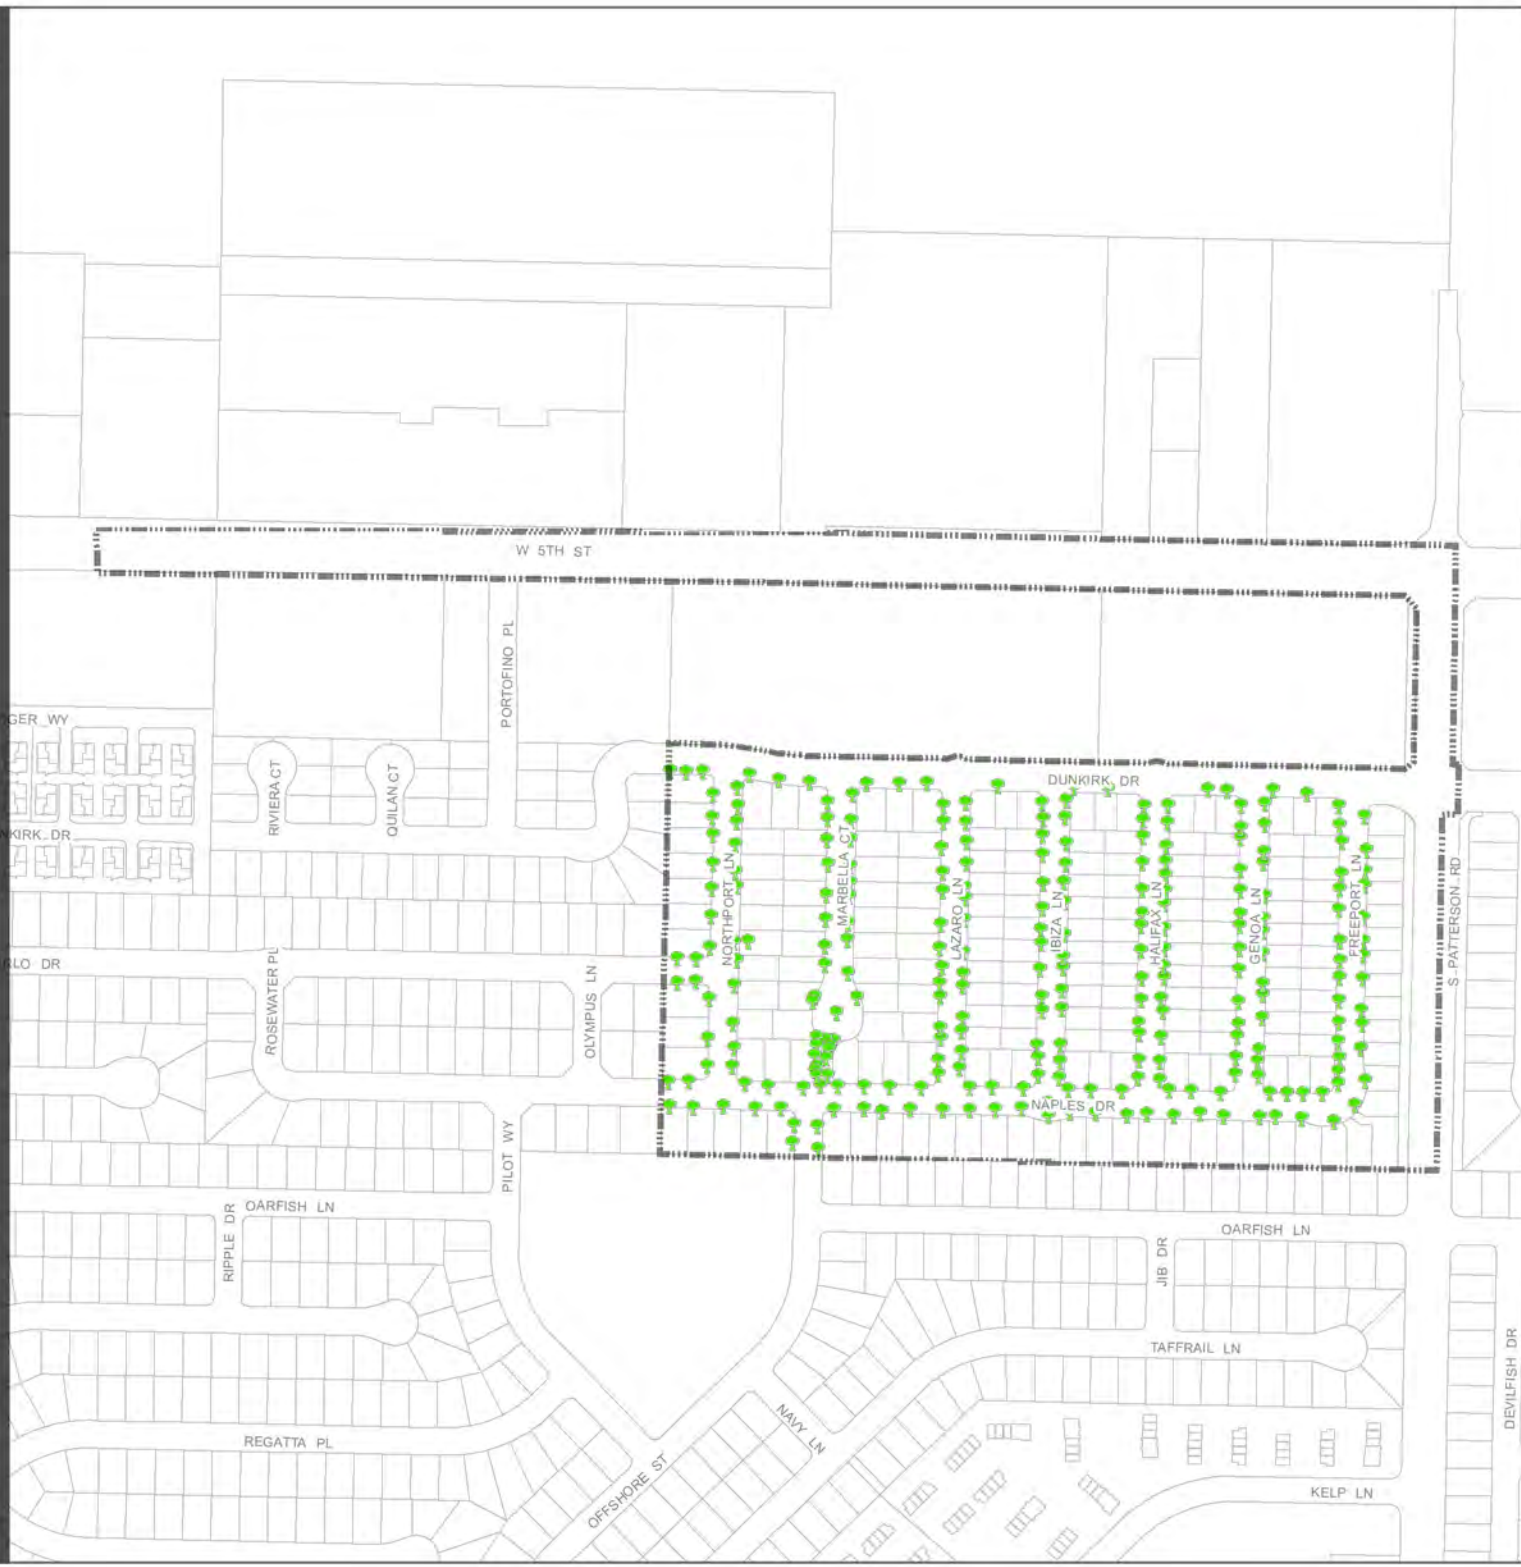 W 5TH ST
PORTOFINO PL
GER WY
RIVIERA CT
QUILAN CT
DUNKIRK DR
NKIRK DR
NORTHPORT LN
MARBELLA CT
LAZARO LN
IBIZA LN
HALIFAX LN
GENOA LN
FREEPORT LN
S PATTERSON RD
RLO DR
ROSEWATER PL
OLYMPUS LN
NAPLES DR
PILOT WY
OARFISH LN
RIPPLE DR
OARFISH LN
JIB DR
TAFFRAIL LN
DEVILFISH DR
REGATTA PL
NAVY LN
OFFSHORE ST
KELP LN